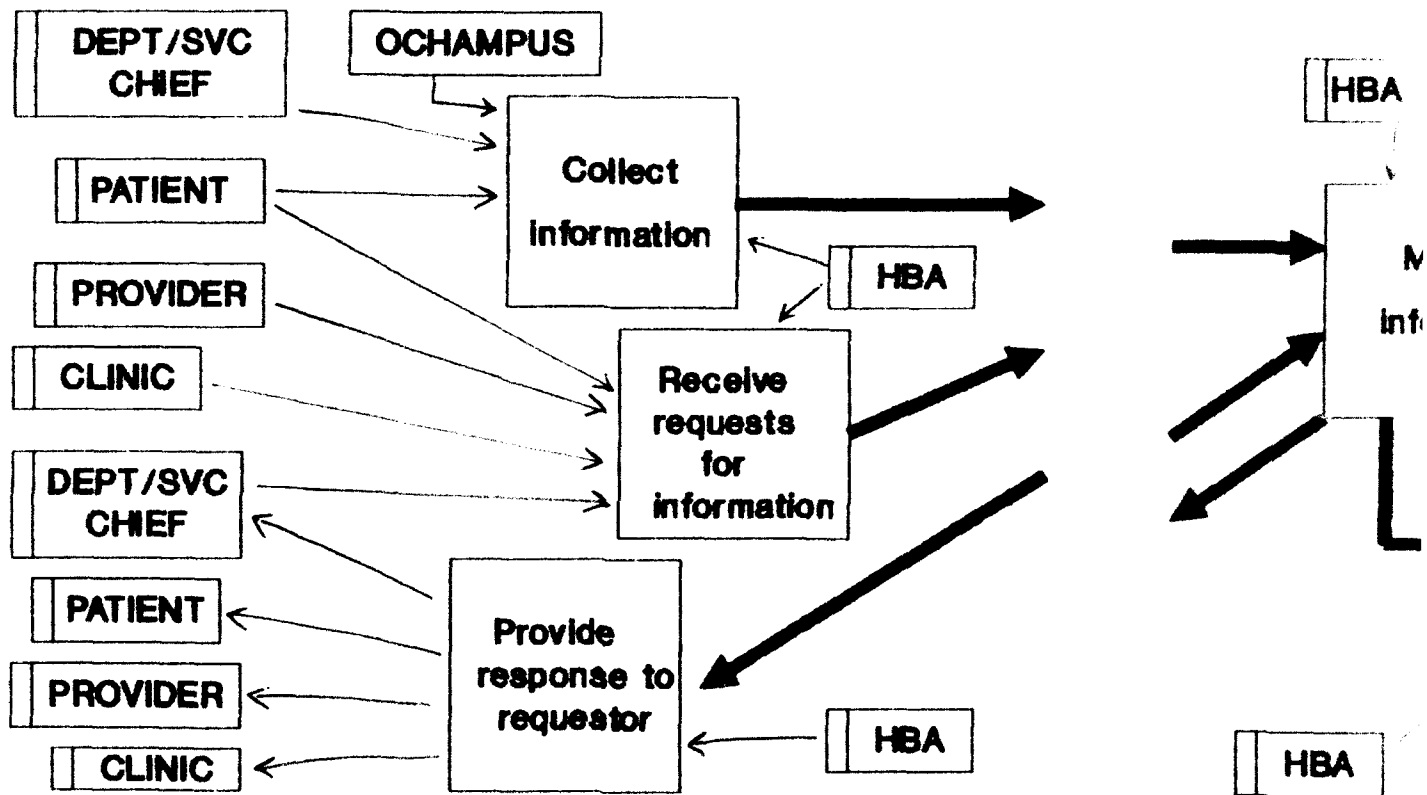 DEPT/SVC
CHIEF
OCHAMPUS
HBA
PATIENT
Collect
information
PROVIDER
HBA
CLINIC
Receive
requests
for
information
DEPT/SVC
CHIEF
PATIENT
Provide
response to
requestor
PROVIDER
HBA
CLINIC
HBA